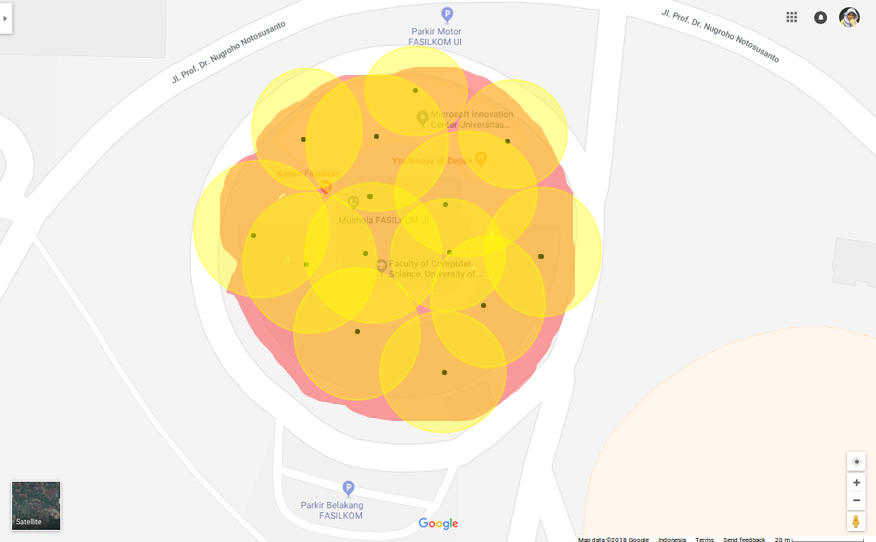 Parkir Motor
FASILKOM UI
Jl. Prof. Dr. Nugroho Notosusanto
Jl. Prof. Dr. Nugroho Notosusanto
Microsoft Innovation
Center Universitas...
Yoshinoya UI Depok
Kantin Fasilkom
Mushola FASILKOM UI
Faculty of Computer
Science, University of...
Parkir Belakang
FASILKOM
Satellite
Google
Map data ©2018 Google Indonesia Terms Send feedback 20 m